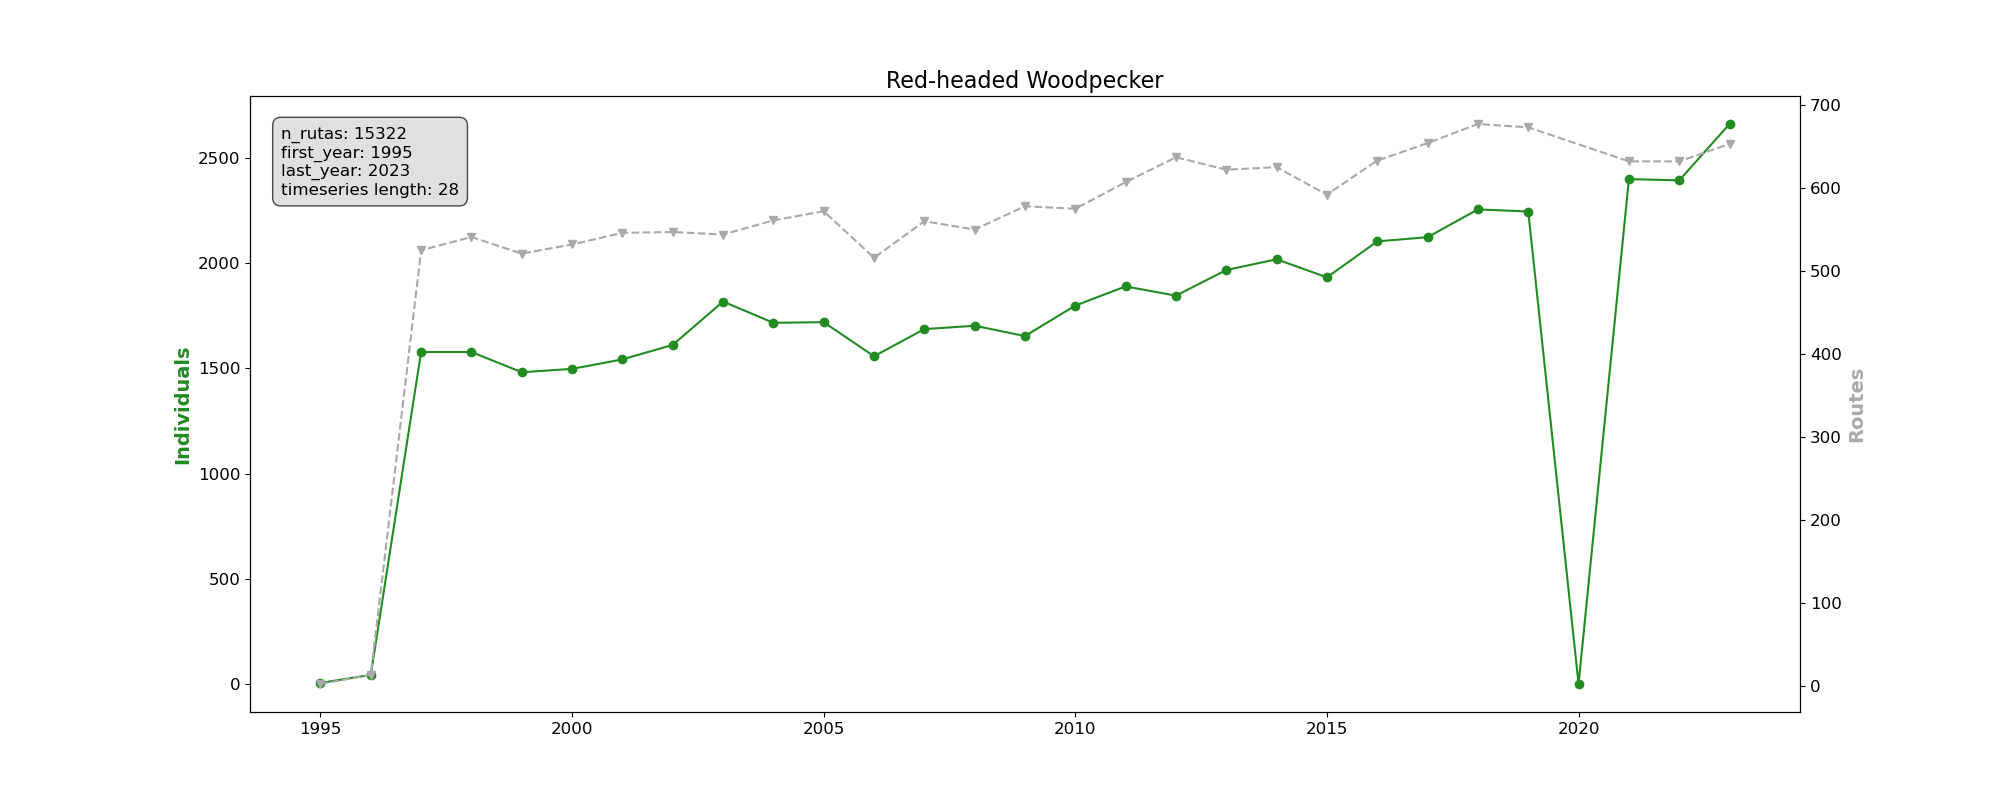 Red-headed Woodpecker
n_rutas: 15322
first_year: 1995
last_year: 2023
timeseries length: 28
Individuals
2500
2000
1500
1000
500
0
Routes
700
600
500
400
300
200
100
0
1995 2000 2005 2010 2015 2020